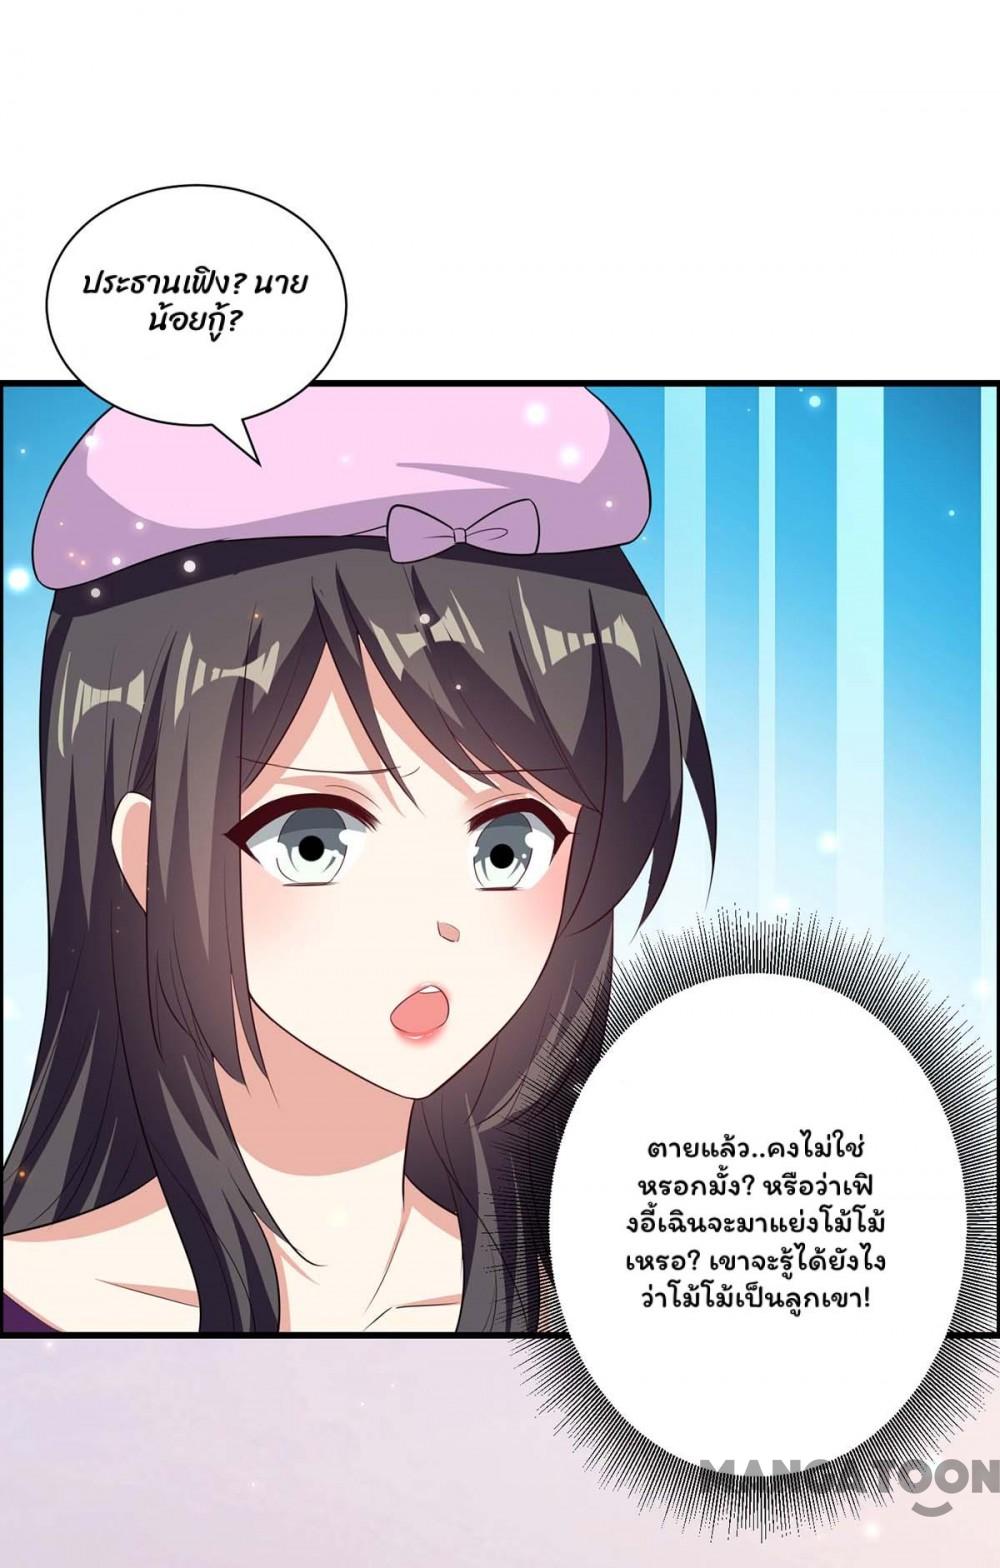 ประธานเฟิง? นาย
น้อยกู้?
ตายแล้ว..คงไม่ใช่
หรอกมั้ง? หรือว่าเฟิ
งอี้เฉินจะมาแย่งโม้โม้
เหรอ? เขาจะรู้ได้ยังไง
ว่าโม้โม้เป็นลูกเขา!
MANGATOON